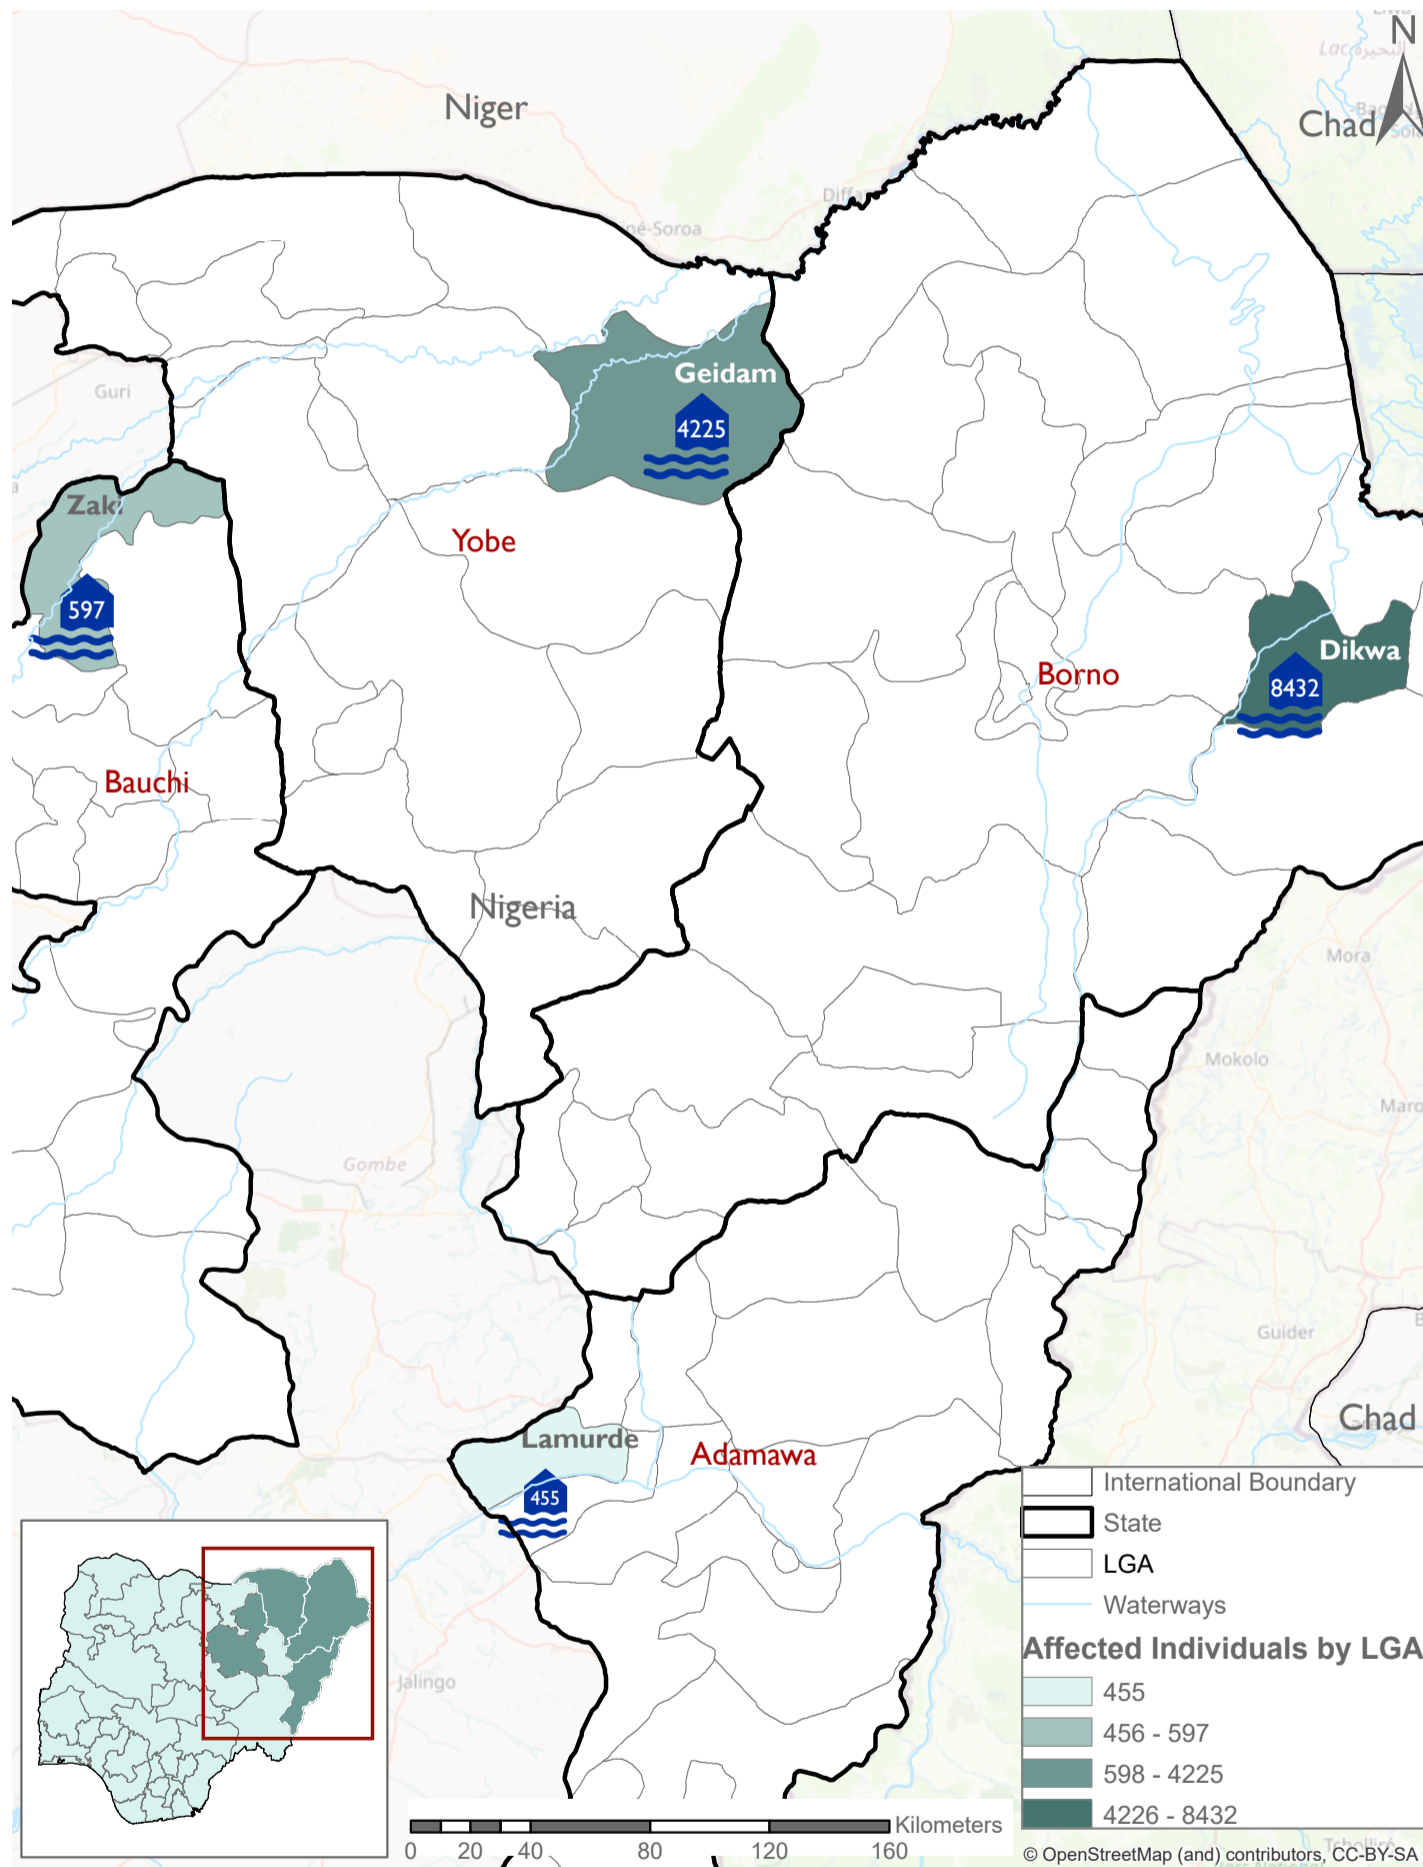 N
Niger
Chad
Diffa
Guri
Geidam
4225
Zaki
Yobe
597
Dikwa
8432
Borno
Bauchi
Nigeria
Mora
Mokolo
Gombe
Guider
Chad
Lamurde
455
Adamawa
Jalingo
International Boundary
State
LGA
Waterways
Affected Individuals by LGA
455
456 - 597
598 - 4225
4226 - 8432
Kilometers
0 20 40 80 120 160
© OpenStreetMap (and) contributors, CC-BY-SA